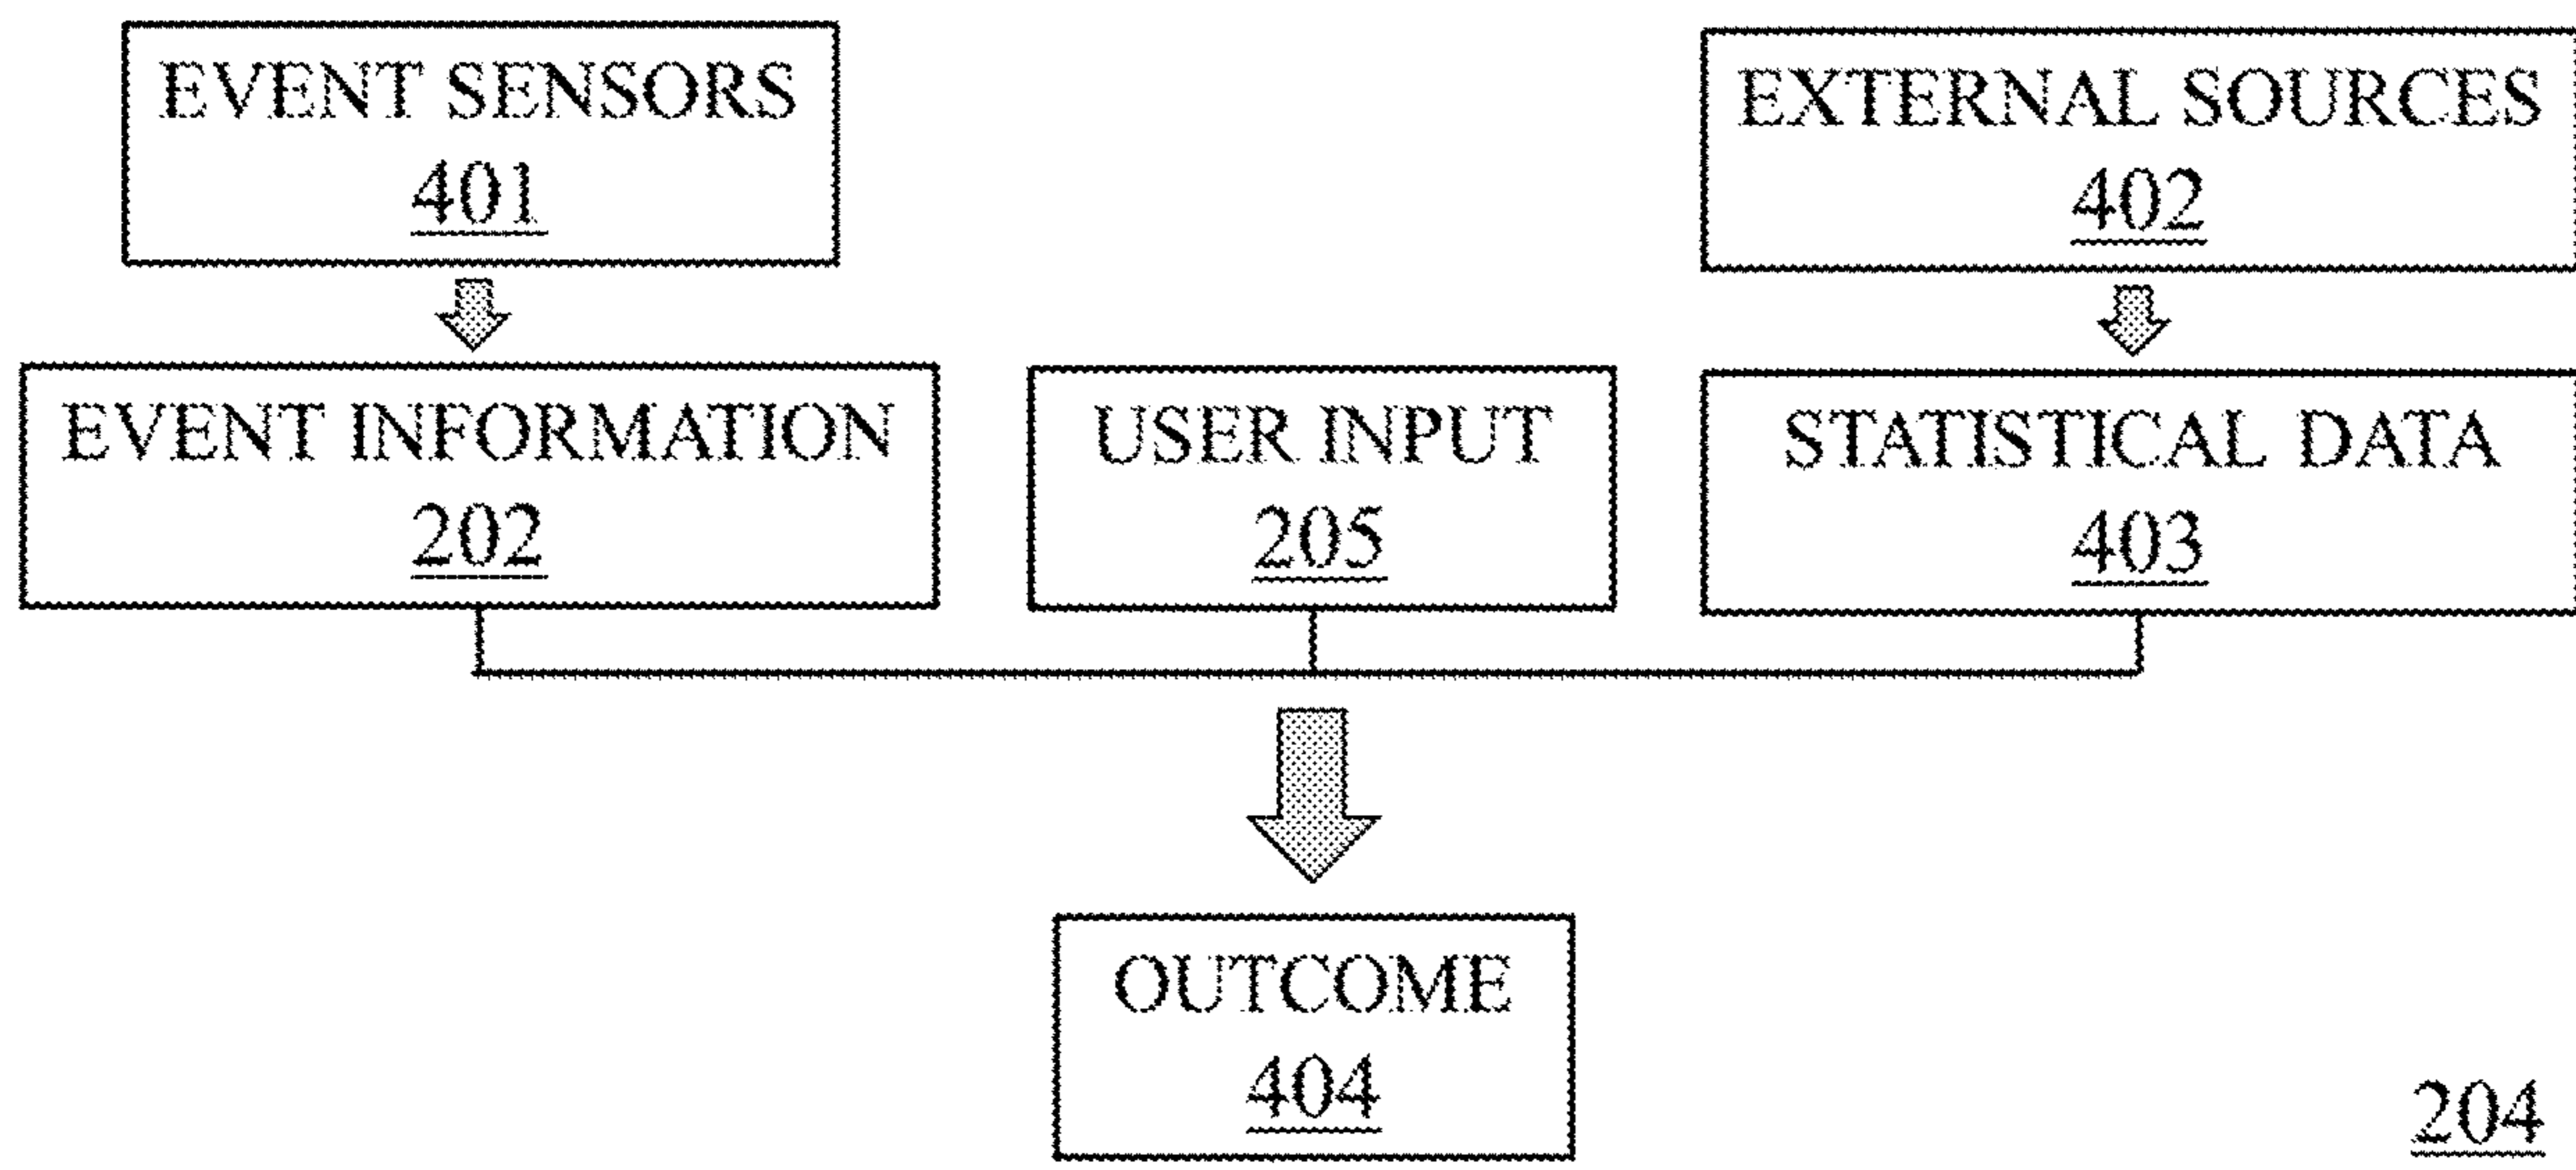 EVENT SENSORS
401
EXTERNAL SOURCES
402
EVENT INFORMATION
202
USER INPUT
205
STATISTICAL DATA
403
OUTCOME
404
204